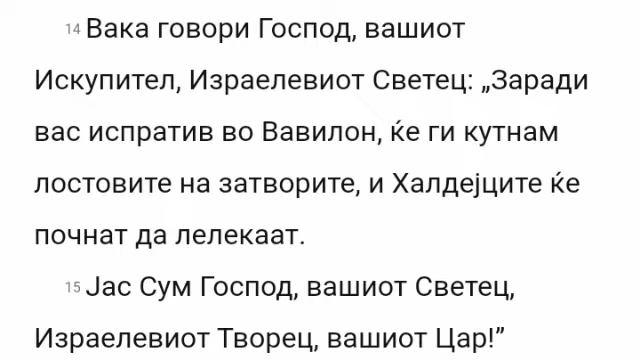 14 Вака говори Господ, вашиот
Искупител, Израелевиот Светец: „Заради
вас испратив во Вавилон, ќе ги кутнам
лостовите на затворите, и Халдејците ќе
почнат да лелекаат.
15 Јас Сум Господ, вашиот Светец,
Израелевиот Творец, вашиот Цар!”